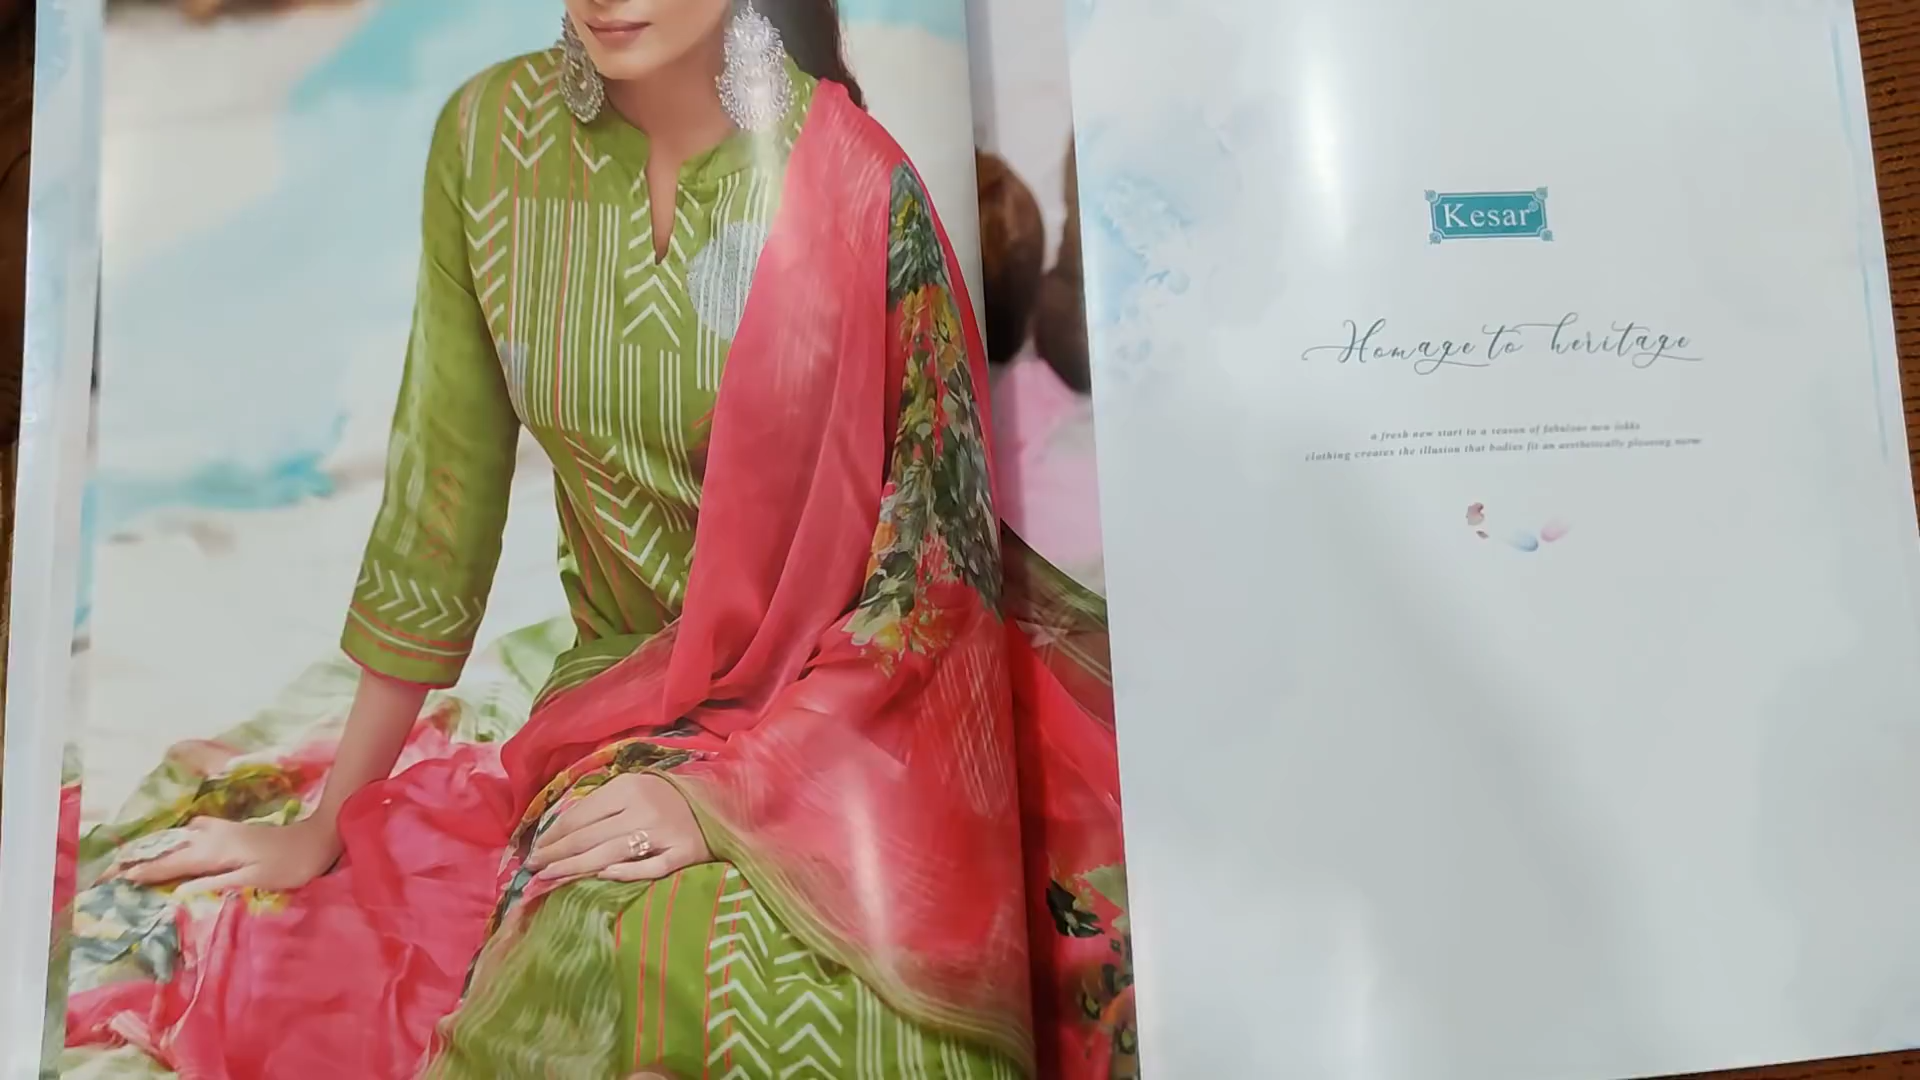 Kesar
Homage to heritage
a fresh new start to a season of fabulous new lokks
clothing creates the illusion that bodies fit an aesthetically pleasing norm